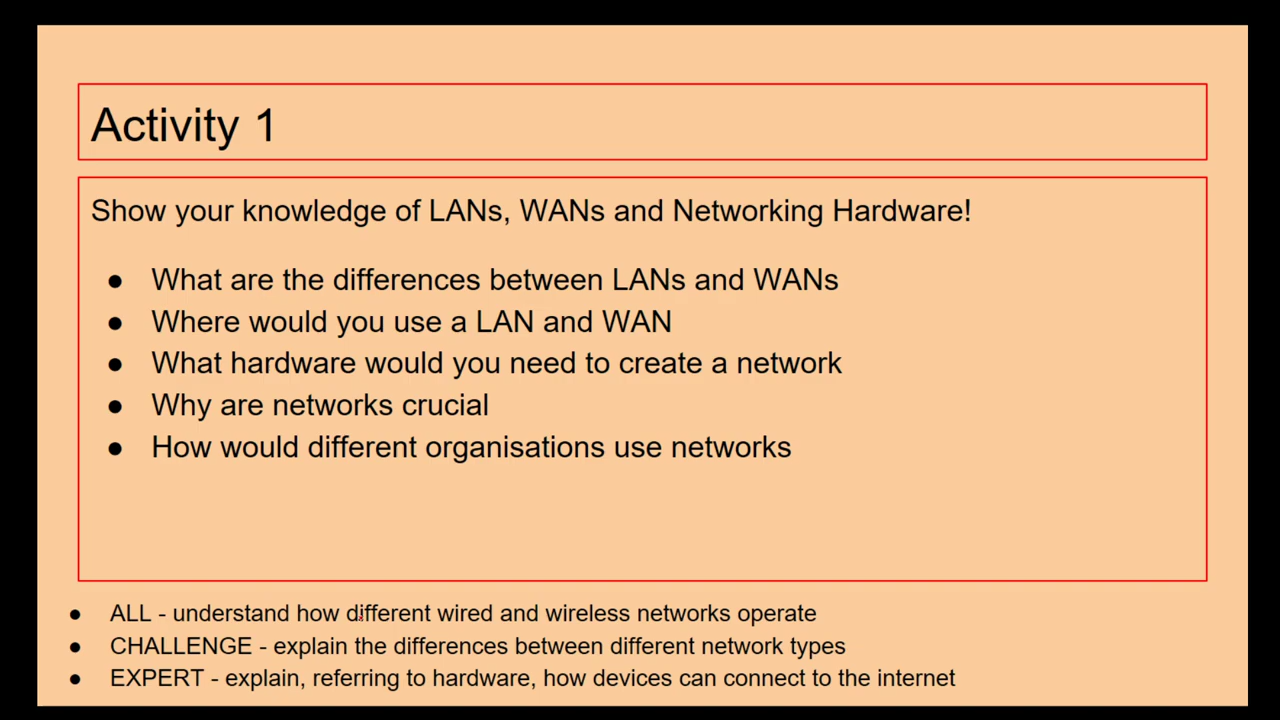 Activity 1
Show your knowledge of LANs, WANs and Networking Hardware!
● What are the differences between LANs and WANs
● Where would you use a LAN and WAN
● What hardware would you need to create a network
● Why are networks crucial
● How would different organisations use networks
● ALL - understand how different wired and wireless networks operate
● CHALLENGE - explain the differences between different network types
● EXPERT - explain, referring to hardware, how devices can connect to the internet